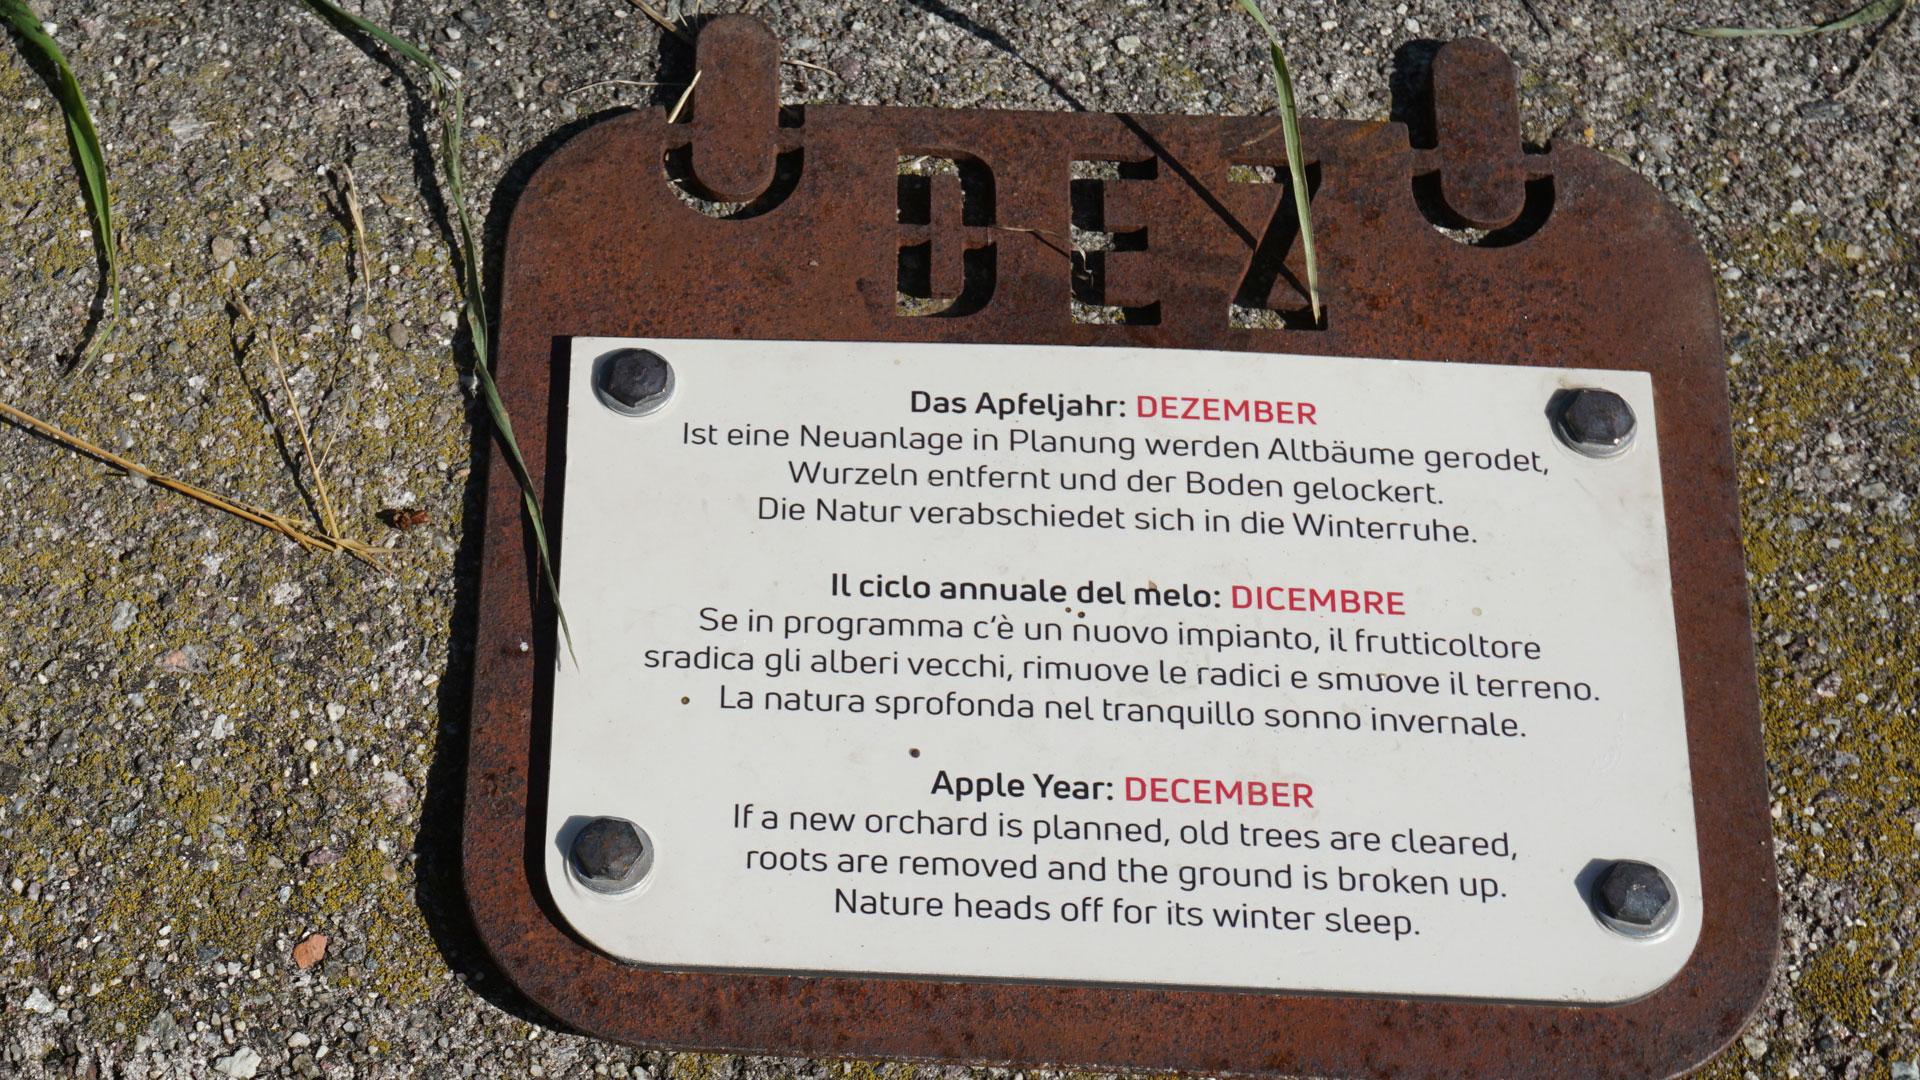 DEZ
Das Apfeljahr: DEZEMBER
Ist eine Neuanlage in Planung werden Altbäume gerodet,
Wurzeln entfernt und der Boden gelockert.
Die Natur verabschiedet sich in die Winterruhe.
Il ciclo annuale del melo: DICEMBRE
Se in programma c‘è un nuovo impianto, il frutticoltore
sradica gli alberi vecchi, rimuove le radici e smuove il terreno.
La natura sprofonda nel tranquillo sonno invernale.
Apple Year: DECEMBER
If a new orchard is planned, old trees are cleared,
roots are removed and the ground is broken up.
Nature heads off for its winter sleep.